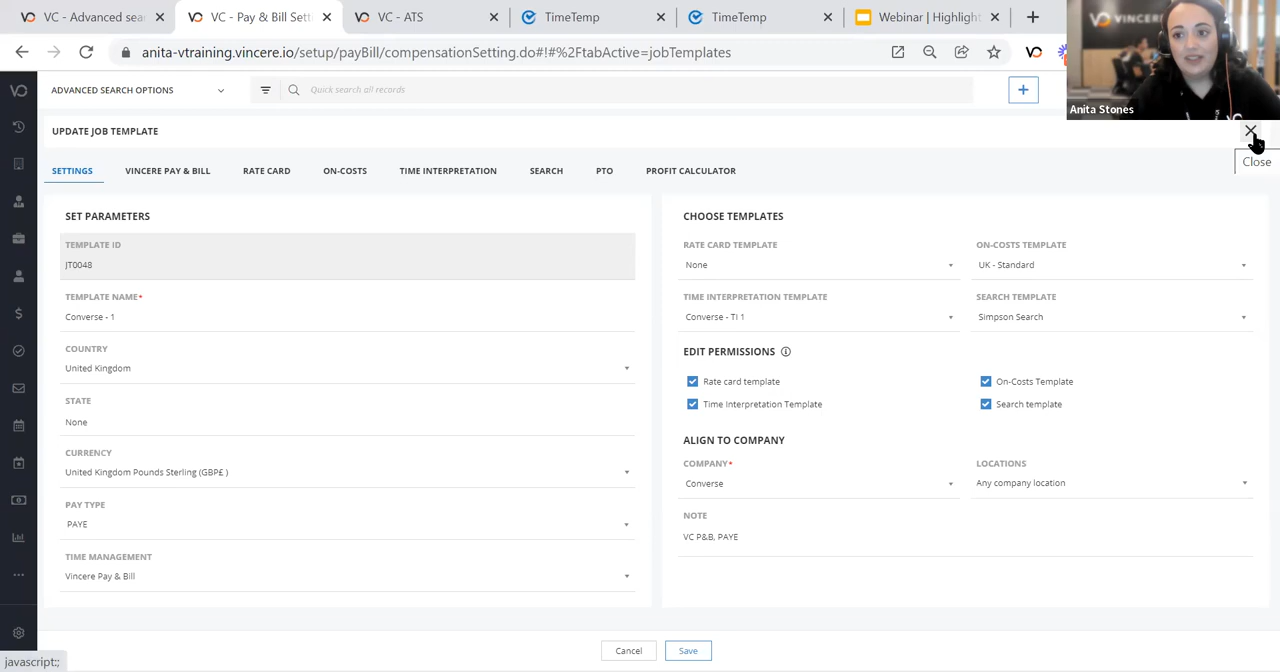 VC - Advanced sea
VC - Pay & Bill Sett
VC - ATS
TimeTemp
TimeTemp
Webinar | Highlight
anita-vtraining.vincere.io/setup/payBill/compensationSetting.do#!#%2FtabActive=jobTemplates
VINCERE
Anita Stones
ADVANCED SEARCH OPTIONS
Quick search all records
UPDATE JOB TEMPLATE
Close
SETTINGS
VINCERE PAY & BILL
RATE CARD
ON-COSTS
TIME INTERPRETATION
SEARCH
PTO
PROFIT CALCULATOR
SET PARAMETERS
TEMPLATE ID
JT0048
TEMPLATE NAME*
Converse - 1
COUNTRY
United Kingdom
STATE
None
CURRENCY
United Kingdom Pounds Sterling (GBP£ )
PAY TYPE
PAYE
TIME MANAGEMENT
Vincere Pay & Bill
CHOOSE TEMPLATES
RATE CARD TEMPLATE
None
ON-COSTS TEMPLATE
UK - Standard
TIME INTERPRETATION TEMPLATE
Converse - TI 1
SEARCH TEMPLATE
Simpson Search
EDIT PERMISSIONS
Rate card template
On-Costs Template
Time Interpretation Template
Search template
ALIGN TO COMPANY
COMPANY*
Converse
LOCATIONS
Any company location
NOTE
VC P&B, PAYE
Cancel
Save
javascript:;